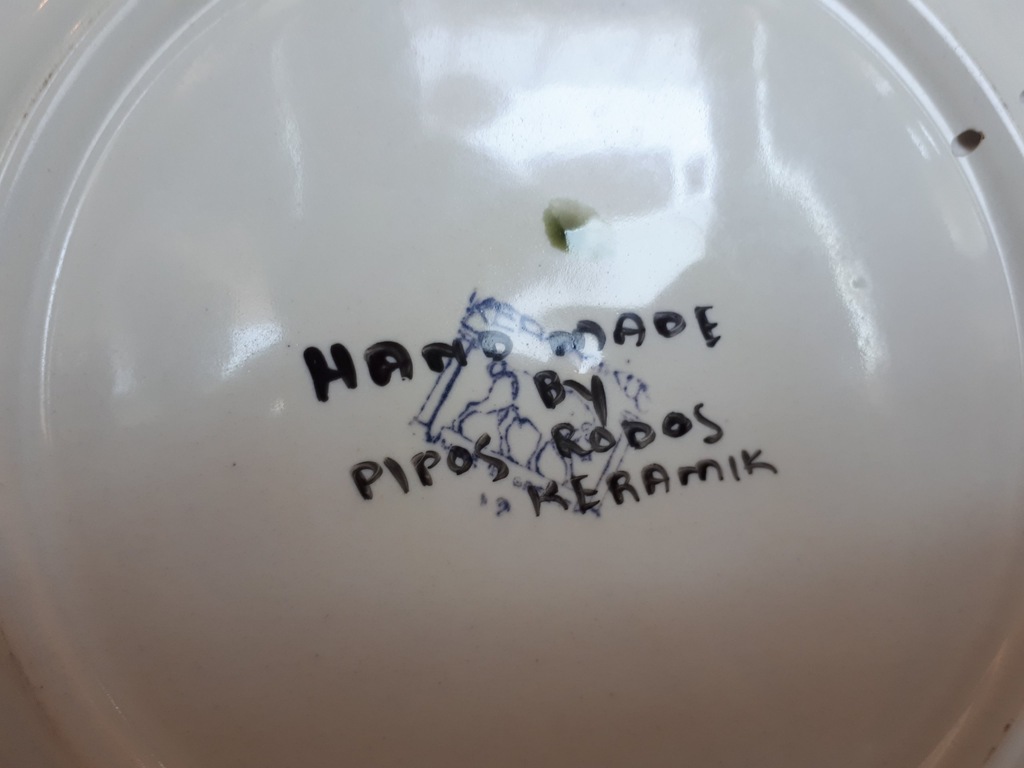 HAND MADE
BY
PIPOS RODOS
KERAMIK